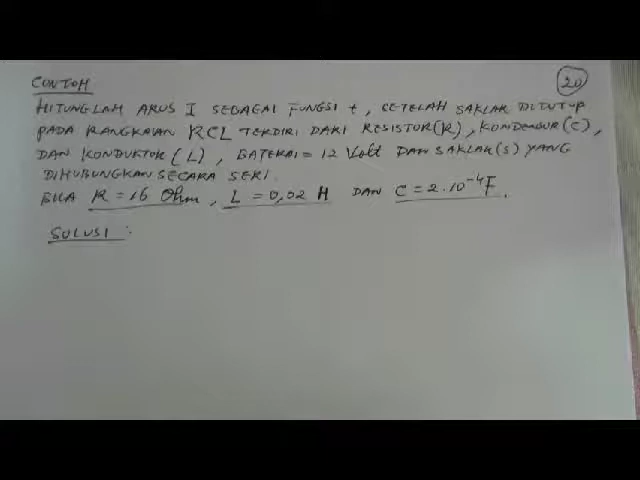 CONTOH
20
HITUNGLAH ARUS I SEBAGAI FUNGSI t, CETELAH SAKLAR DITUTUP
PADA RANGKAIAN RCL TERDIRI DARI RESISTOR(R), KONDENSOR(C),
DAN KONDUKTOR (L), BATERAI = 12 Volt DAN SAKLAR(S) YANG
DIHUBUNGKAN SECARA SERI.
BILA R = 16 Ohm, L = 0,02 H DAN C = 2.10⁻⁴F.
SOLUSI :